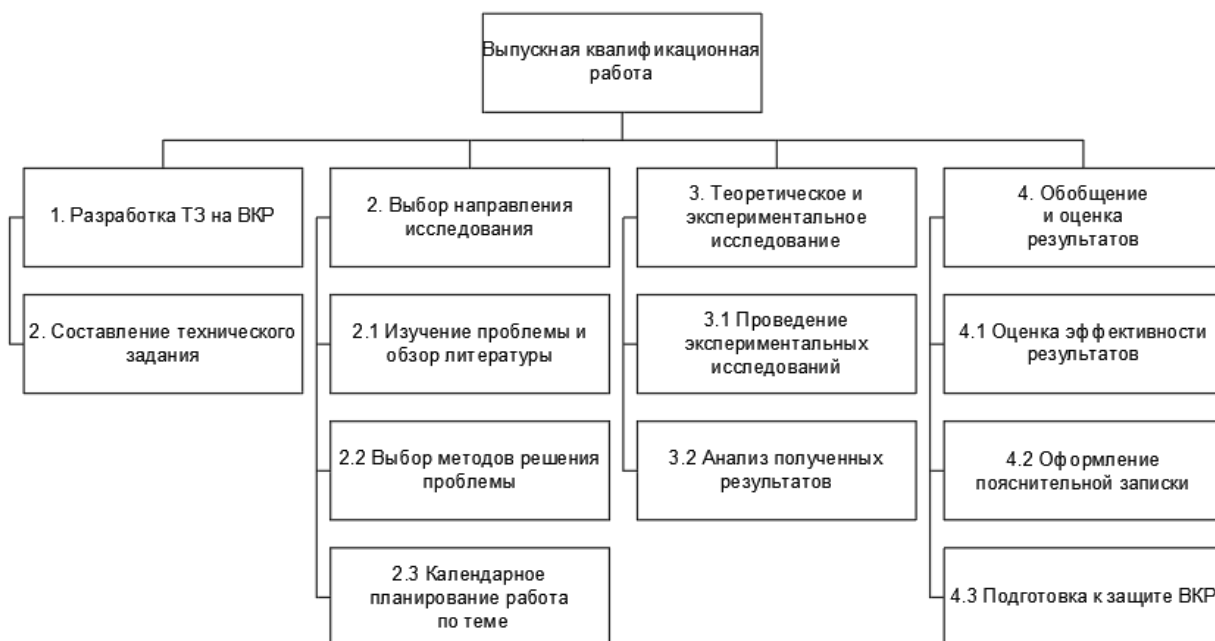 Выпускная квалификационная
работа
1. Разработка ТЗ на ВКР
2. Выбор направления
исследования
3. Теоретическое и
экспериментальное
исследование
4. Обобщение
и оценка
результатов
2. Составление технического
задания
2.1 Изучение проблемы и
обзор литературы
3.1 Проведение
экспериментальных
исследований
4.1 Оценка эффективности
результатов
2.2 Выбор методов решения
проблемы
3.2 Анализ полученных
результатов
4.2 Оформление
пояснительной записки
2.3 Календарное
планирование работа
по теме
4.3 Подготовка к защите ВКР